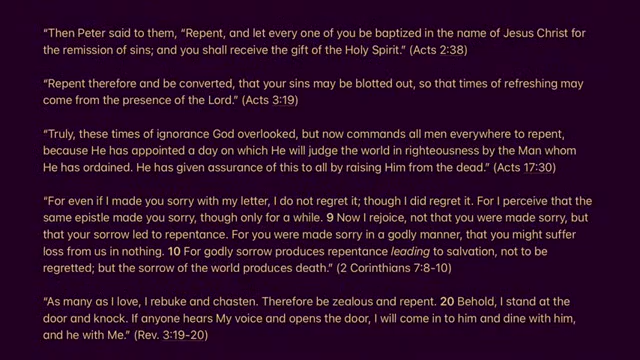 “Then Peter said to them, “Repent, and let every one of you be baptized in the name of Jesus Christ for
the remission of sins; and you shall receive the gift of the Holy Spirit.” (Acts 2:38)
“Repent therefore and be converted, that your sins may be blotted out, so that times of refreshing may
come from the presence of the Lord.” (Acts 3:19)
“Truly, these times of ignorance God overlooked, but now commands all men everywhere to repent,
because He has appointed a day on which He will judge the world in righteousness by the Man whom
He has ordained. He has given assurance of this to all by raising Him from the dead.” (Acts 17:30)
“For even if I made you sorry with my letter, I do not regret it; though I did regret it. For I perceive that the
same epistle made you sorry, though only for a while. 9 Now I rejoice, not that you were made sorry, but
that your sorrow led to repentance. For you were made sorry in a godly manner, that you might suffer
loss from us in nothing. 10 For godly sorrow produces repentance leading to salvation, not to be
regretted; but the sorrow of the world produces death.” (2 Corinthians 7:8-10)
“As many as I love, I rebuke and chasten. Therefore be zealous and repent. 20 Behold, I stand at the
door and knock. If anyone hears My voice and opens the door, I will come in to him and dine with him,
and he with Me.” (Rev. 3:19-20)